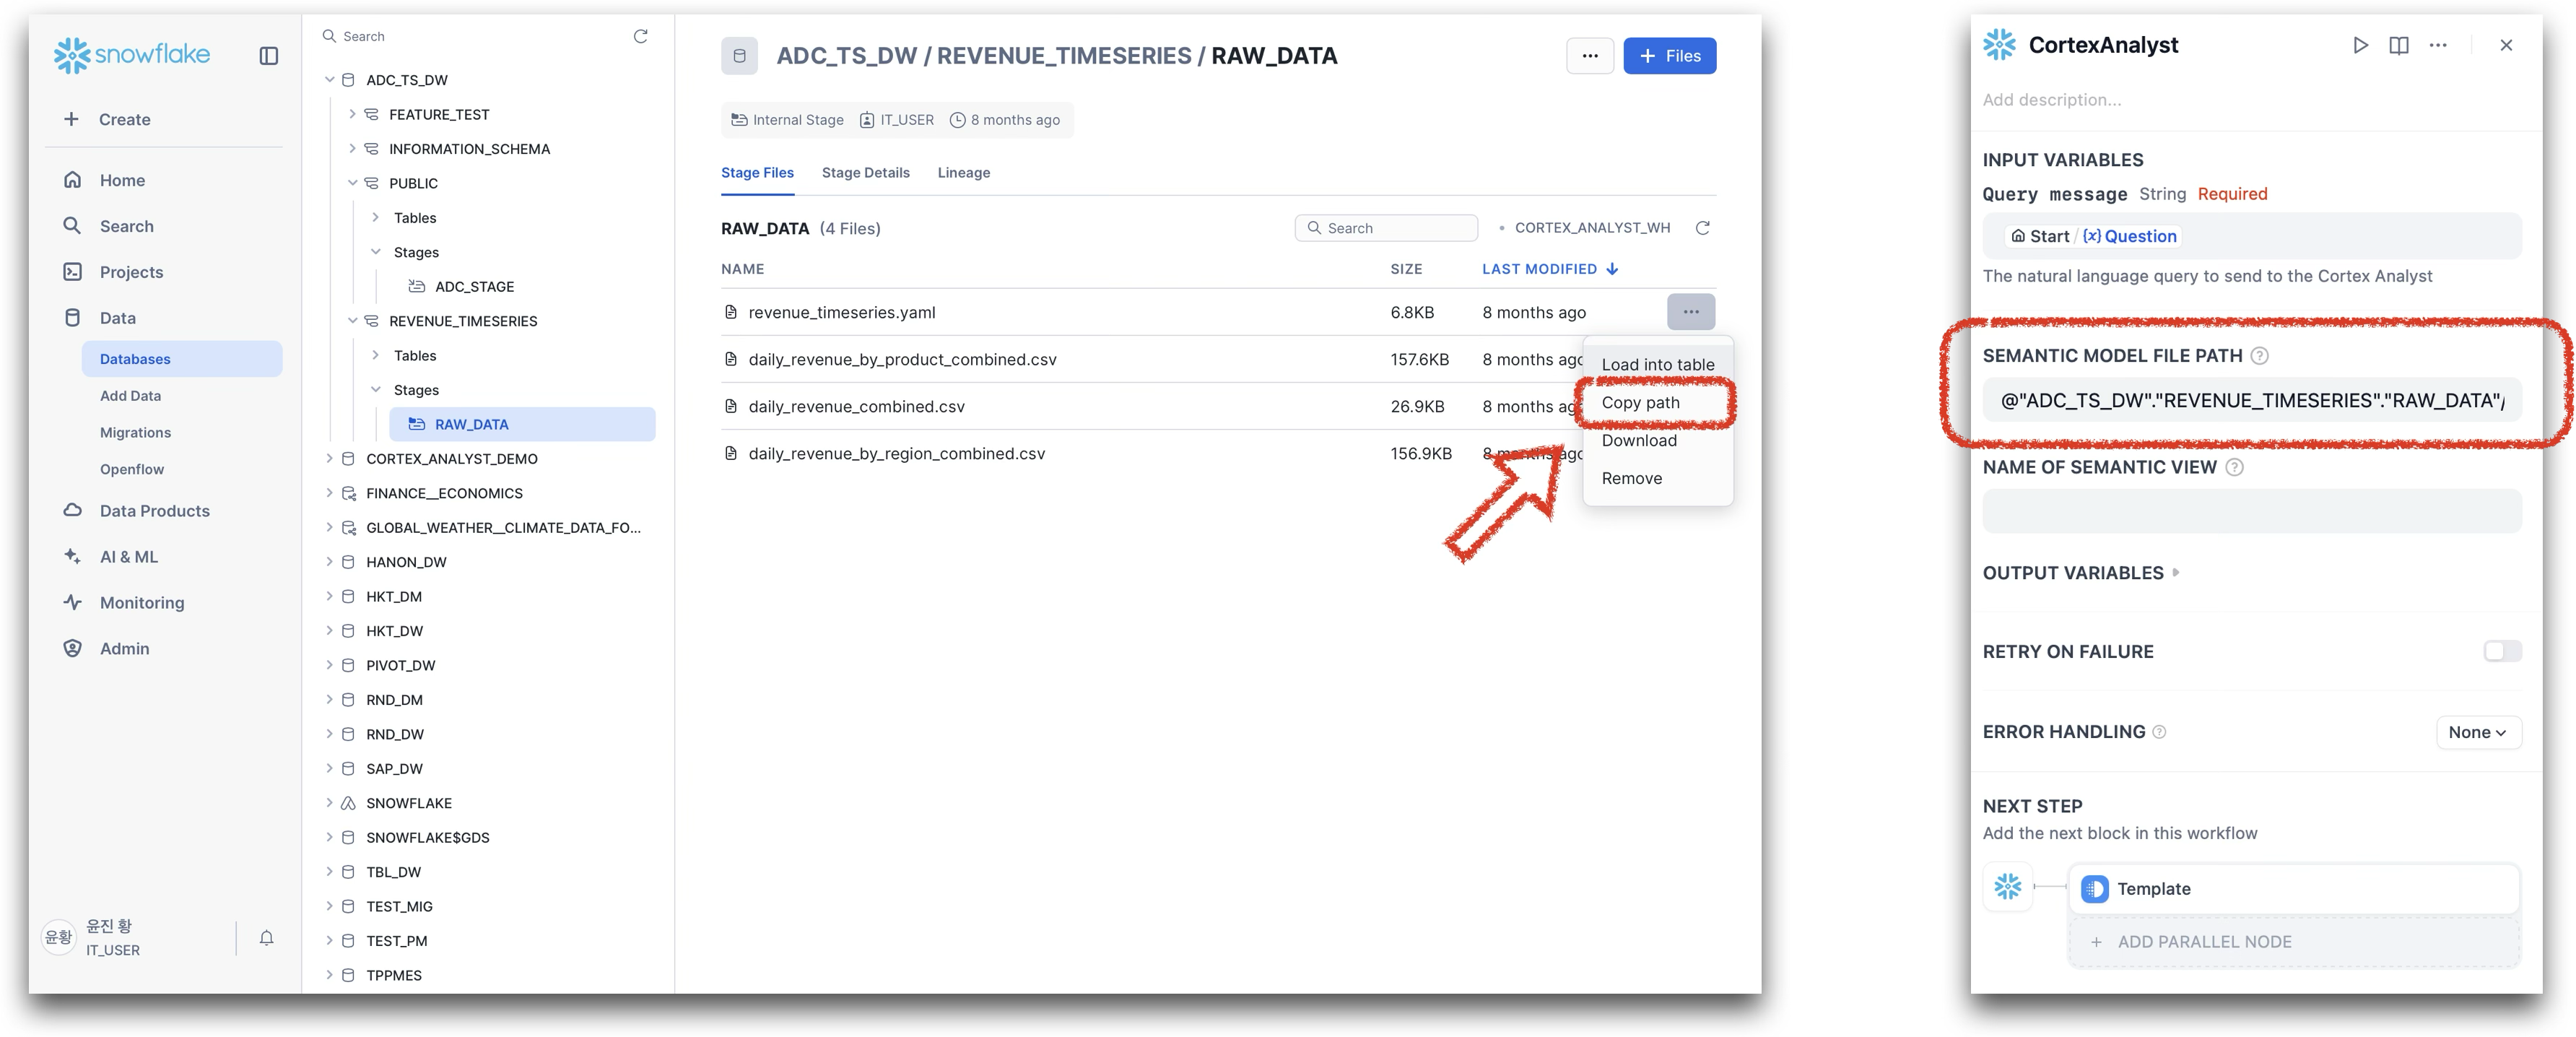 snowflake
Create
Home
Search
Projects
Data
Databases
Add Data
Migrations
Openflow
Data Products
AI & ML
Monitoring
Admin
윤황
윤진 황
IT_USER
Search
ADC_TS_DW
FEATURE_TEST
INFORMATION_SCHEMA
PUBLIC
Tables
Stages
ADC_STAGE
REVENUE_TIMESERIES
Tables
Stages
RAW_DATA
CORTEX_ANALYST_DEMO
FINANCE__ECONOMICS
GLOBAL_WEATHER__CLIMATE_DATA_FO...
HANON_DW
HKT_DM
HKT_DW
PIVOT_DW
RND_DM
RND_DW
SAP_DW
SNOWFLAKE
SNOWFLAKE$GDS
TBL_DW
TEST_MIG
TEST_PM
TPPMES
ADC_TS_DW / REVENUE_TIMESERIES / RAW_DATA
+ Files
Internal Stage IT_USER 8 months ago
Stage Files Stage Details Lineage
RAW_DATA (4 Files) Search CORTEX_ANALYST_WH
NAME SIZE LAST MODIFIED
revenue_timeseries.yaml 6.8KB 8 months ago
daily_revenue_by_product_combined.csv 157.6KB 8 months ago
daily_revenue_combined.csv 26.9KB 8 months ag
daily_revenue_by_region_combined.csv 156.9KB 8 months ago
Load into table
Copy path
Download
Remove
CortexAnalyst
Add description...
INPUT VARIABLES
Query message String Required
Start / {x} Question
The natural language query to send to the Cortex Analyst
SEMANTIC MODEL FILE PATH
@"ADC_TS_DW"."REVENUE_TIMESERIES"."RAW_DATA"/
NAME OF SEMANTIC VIEW
OUTPUT VARIABLES
RETRY ON FAILURE
ERROR HANDLING
None
NEXT STEP
Add the next block in this workflow
Template
+ ADD PARALLEL NODE